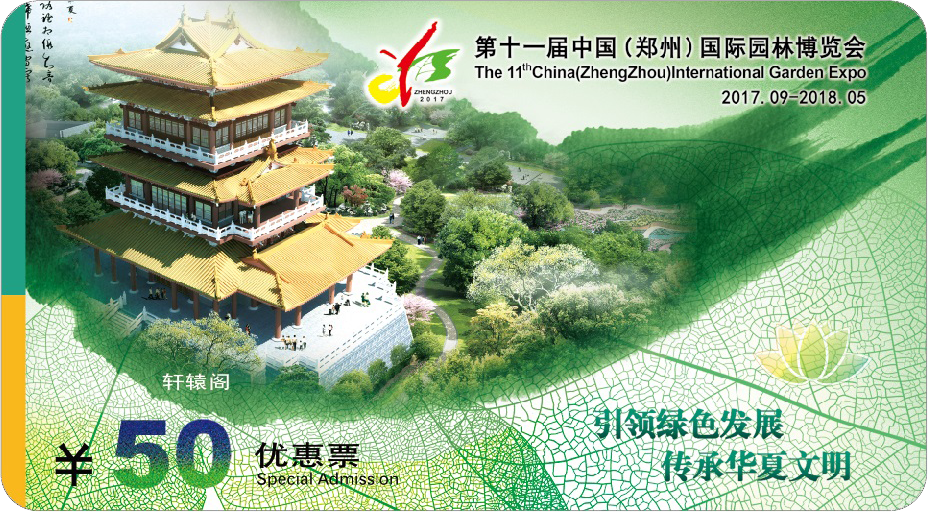 第十一届中国(郑州)国际园林博览会
The 11thChina(ZhengZhou)International Garden Expo
2017.09-2018.05
ZHENGZHOU
2017
轩辕阁
¥50 优惠票
Special Admission
引领绿色发展
传承华夏文明